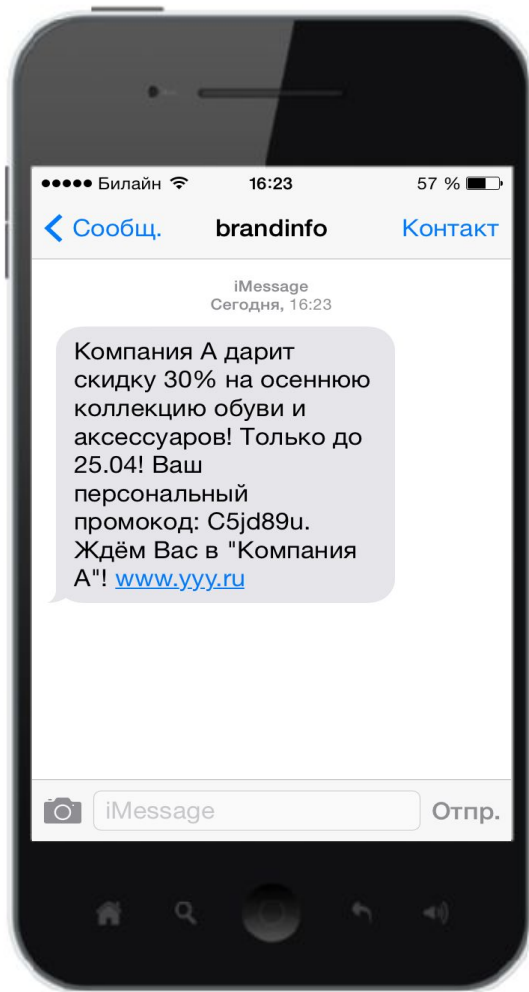 Билайн 16:23 57 %
Сообщ. brandinfo Контакт
iMessage
Сегодня, 16:23
Компания А дарит
скидку 30% на осеннюю
коллекцию обуви и
аксессуаров! Только до
25.04! Ваш
персональный
промокод: C5jd89u.
Ждём Вас в "Компания
А"! www.yyy.ru
iMessage Отпр.